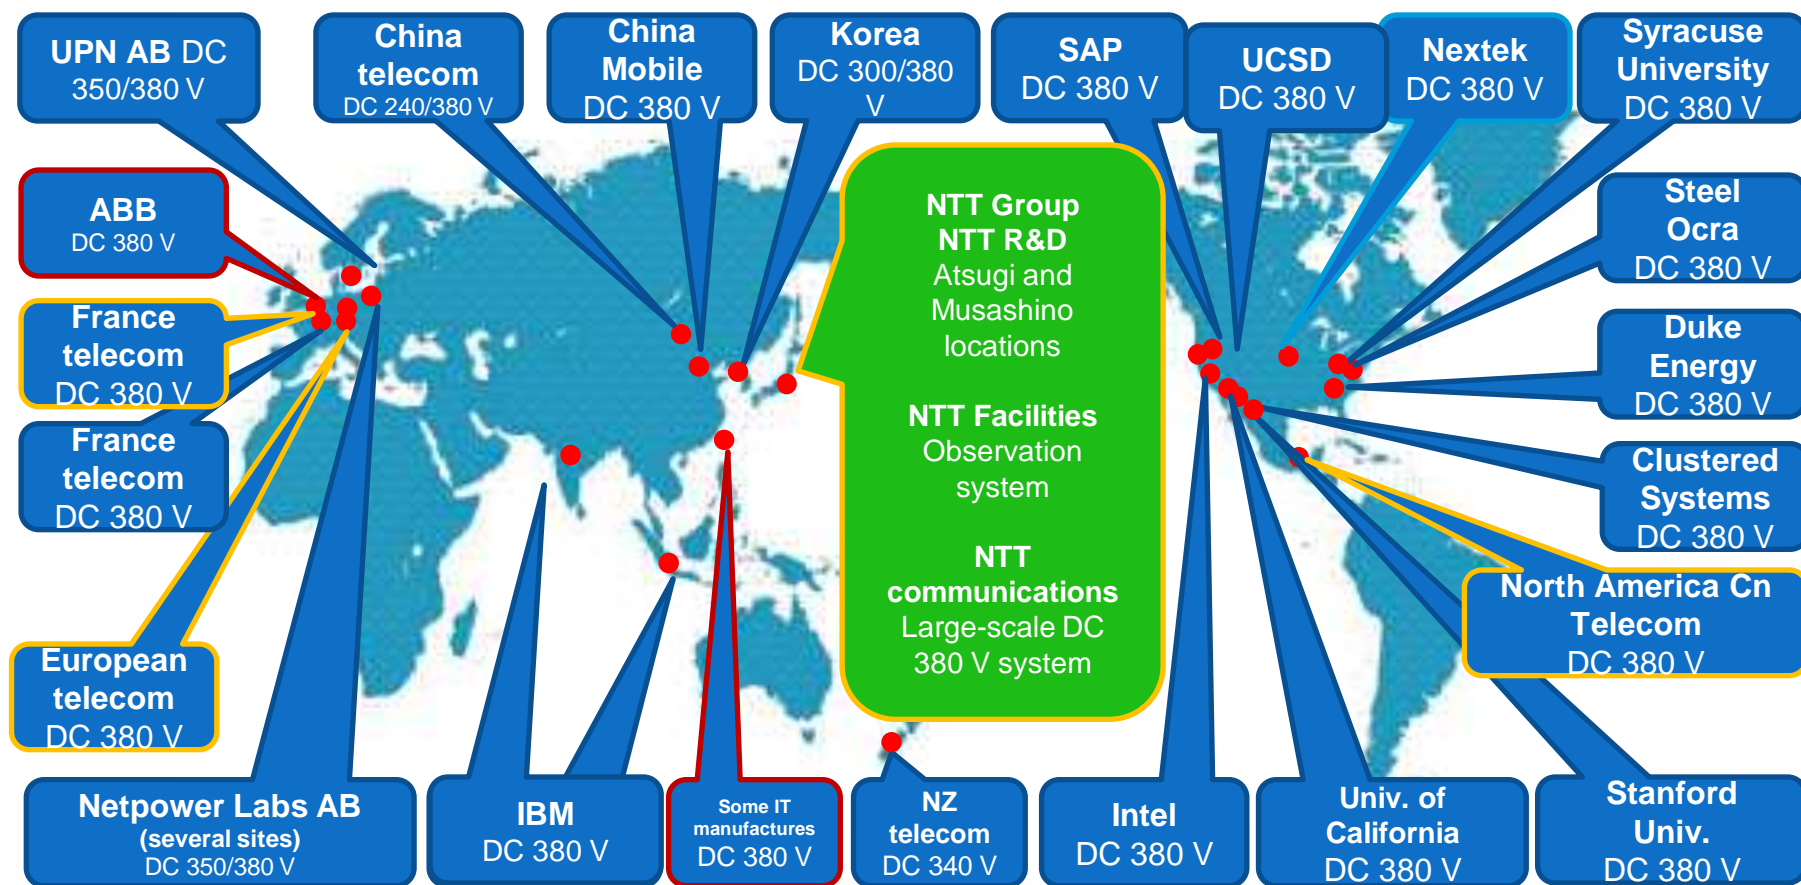 UPN AB DC
350/380 V
China
telecom
DC 240/380 V
China
Mobile
DC 380 V
Korea
DC 300/380
V
SAP
DC 380 V
UCSD
DC 380 V
Nextek
DC 380 V
Syracuse
University
DC 380 V
ABB
DC 380 V
NTT Group
NTT R&D
Atsugi and
Musashino
locations
NTT Facilities
Observation
system
NTT
communications
Large-scale DC
380 V system
Steel
Ocra
DC 380 V
France
telecom
DC 380 V
Duke
Energy
DC 380 V
France
telecom
DC 380 V
Clustered
Systems
DC 380 V
North America Cn
Telecom
DC 380 V
European
telecom
DC 380 V
Netpower Labs AB
(several sites)
DC 350/380 V
IBM
DC 380 V
Some IT
manufactures
DC 380 V
NZ
telecom
DC 340 V
Intel
DC 380 V
Univ. of
California
DC 380 V
Stanford
Univ.
DC 380 V